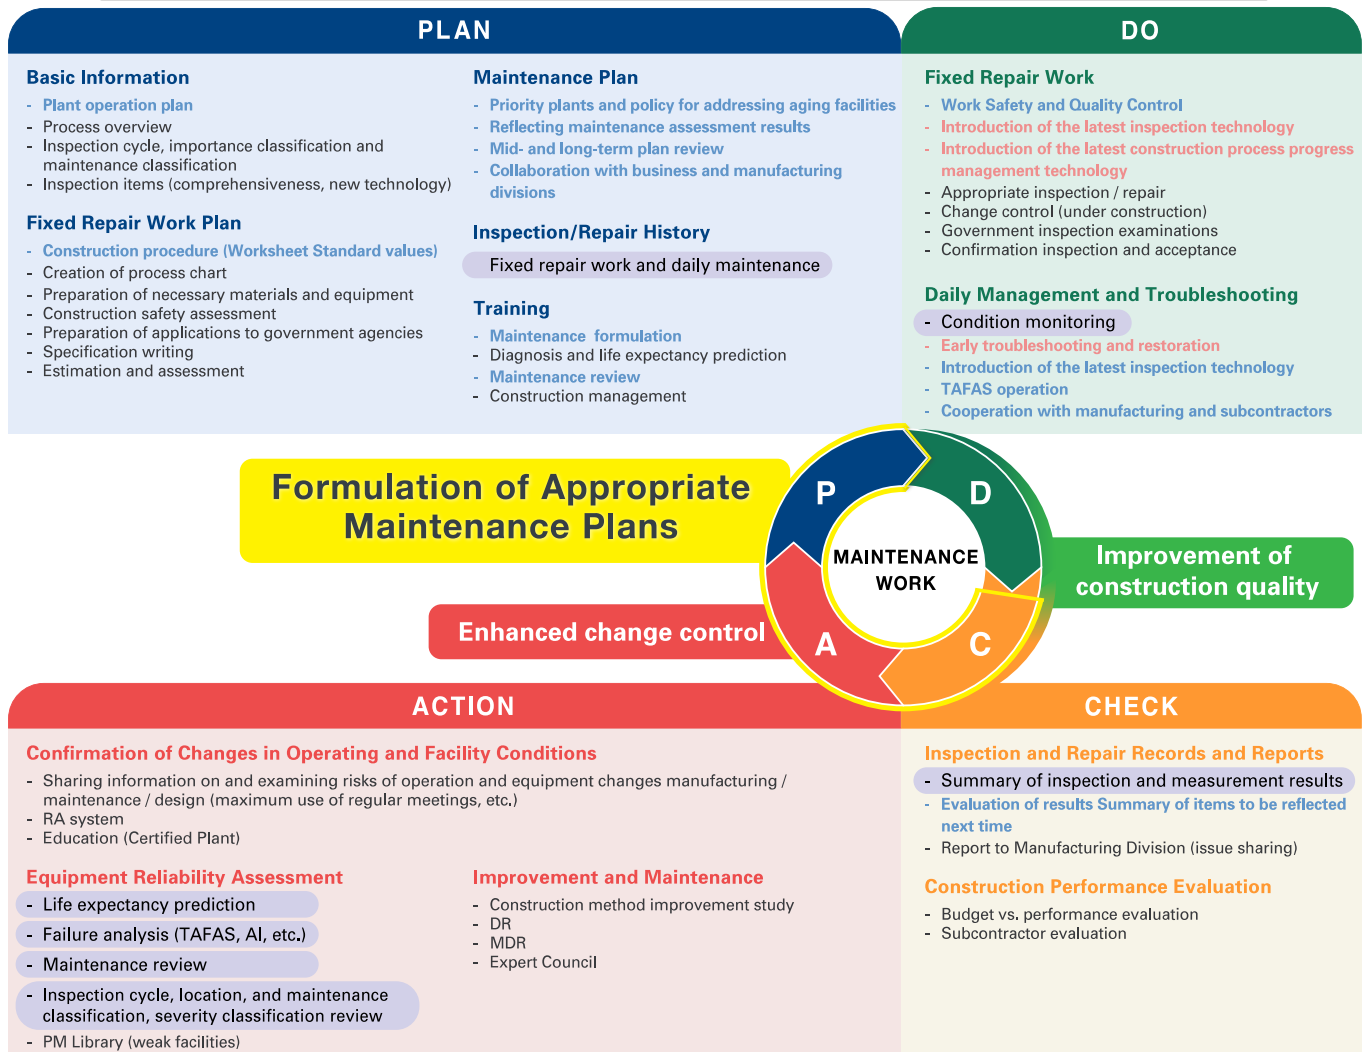 PLAN
Basic Information
- Plant operation plan
- Process overview
- Inspection cycle, importance classification and
maintenance classification
- Inspection items (comprehensiveness, new technology)
Fixed Repair Work Plan
- Construction procedure (Worksheet Standard values)
- Creation of process chart
- Preparation of necessary materials and equipment
- Construction safety assessment
- Preparation of applications to government agencies
- Specification writing
- Estimation and assessment
Maintenance Plan
- Priority plants and policy for addressing aging facilities
- Reflecting maintenance assessment results
- Mid- and long-term plan review
- Collaboration with business and manufacturing
divisions
Inspection/Repair History
Fixed repair work and daily maintenance
Training
- Maintenance formulation
- Diagnosis and life expectancy prediction
- Maintenance review
- Construction management
DO
Fixed Repair Work
- Work Safety and Quality Control
- Introduction of the latest inspection technology
- Introduction of the latest construction process progress
management technology
- Appropriate inspection / repair
- Change control (under construction)
- Government inspection examinations
- Confirmation inspection and acceptance
Daily Management and Troubleshooting
- Condition monitoring
- Early troubleshooting and restoration
- Introduction of the latest inspection technology
- TAFAS operation
- Cooperation with manufacturing and subcontractors
Formulation of Appropriate
Maintenance Plans
P
D
MAINTENANCE
WORK
Improvement of
construction quality
Enhanced change control
A
C
ACTION
Confirmation of Changes in Operating and Facility Conditions
- Sharing information on and examining risks of operation and equipment changes manufacturing /
maintenance / design (maximum use of regular meetings, etc.)
- RA system
- Education (Certified Plant)
Equipment Reliability Assessment
- Life expectancy prediction
- Failure analysis (TAFAS, AI, etc.)
- Maintenance review
- Inspection cycle, location, and maintenance
classification, severity classification review
- PM Library (weak facilities)
Improvement and Maintenance
- Construction method improvement study
- DR
- MDR
- Expert Council
CHECK
Inspection and Repair Records and Reports
- Summary of inspection and measurement results
- Evaluation of results Summary of items to be reflected
next time
- Report to Manufacturing Division (issue sharing)
Construction Performance Evaluation
- Budget vs. performance evaluation
- Subcontractor evaluation